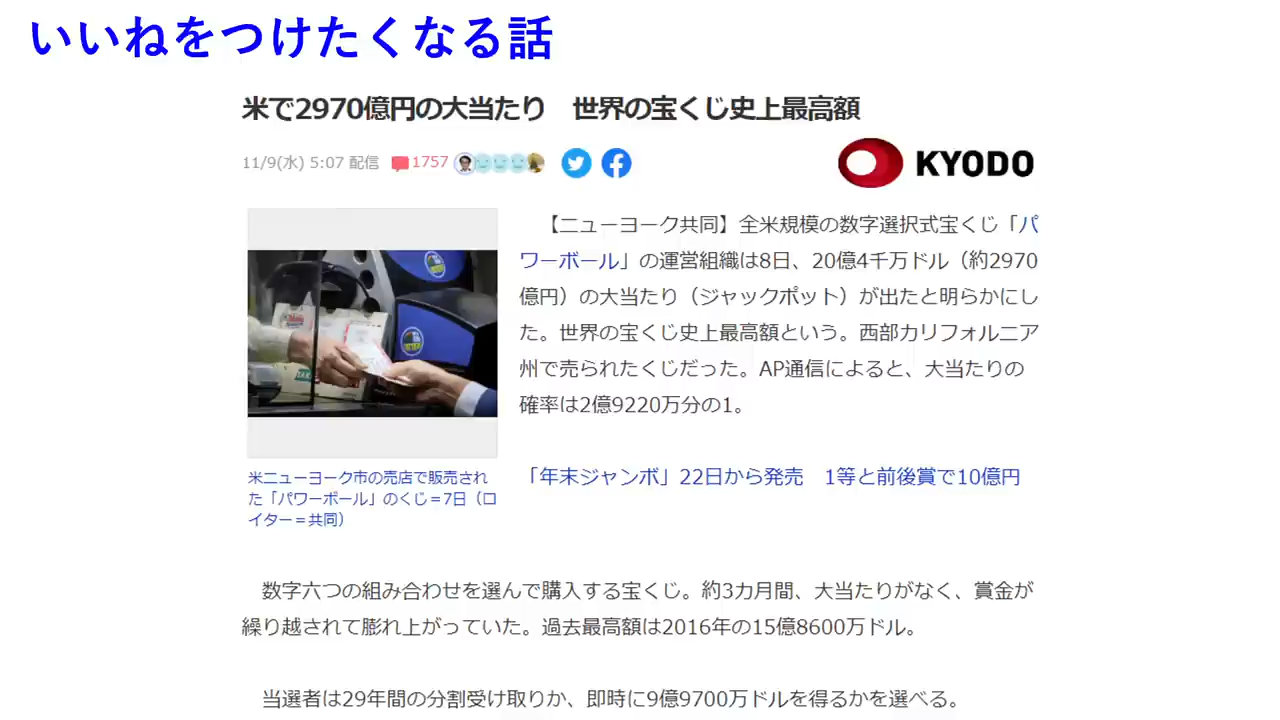 いいねをつけたくなる話
米で2970億円の大当たり　世界の宝くじ史上最高額
11/9(水) 5:07 配信 1757
KYODO
【ニューヨーク共同】全米規模の数字選択式宝くじ「パ
ワーボール」の運営組織は8日、20億4千万ドル（約2970
億円）の大当たり（ジャックポット）が出たと明らかにし
た。世界の宝くじ史上最高額という。西部カリフォルニア
州で売られたくじだった。AP通信によると、大当たりの
確率は2億9220万分の1。
米ニューヨーク市の売店で販売され
た「パワーボール」のくじ＝7日（ロ
イター＝共同）
「年末ジャンボ」22日から発売　1等と前後賞で10億円
数字六つの組み合わせを選んで購入する宝くじ。約3カ月間、大当たりがなく、賞金が
繰り越されて膨れ上がっていた。過去最高額は2016年の15億8600万ドル。
当選者は29年間の分割受け取りか、即時に9億9700万ドルを得るかを選べる。